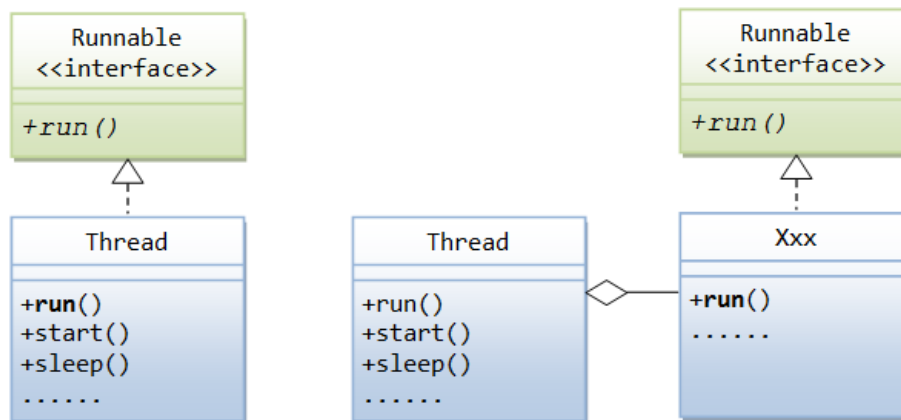 Runnable
<<interface>>
+run()
Thread
+run()
+start()
+sleep()
......
Thread
+run()
+start()
+sleep()
......
Runnable
<<interface>>
+run()
Xxx
+run()
......